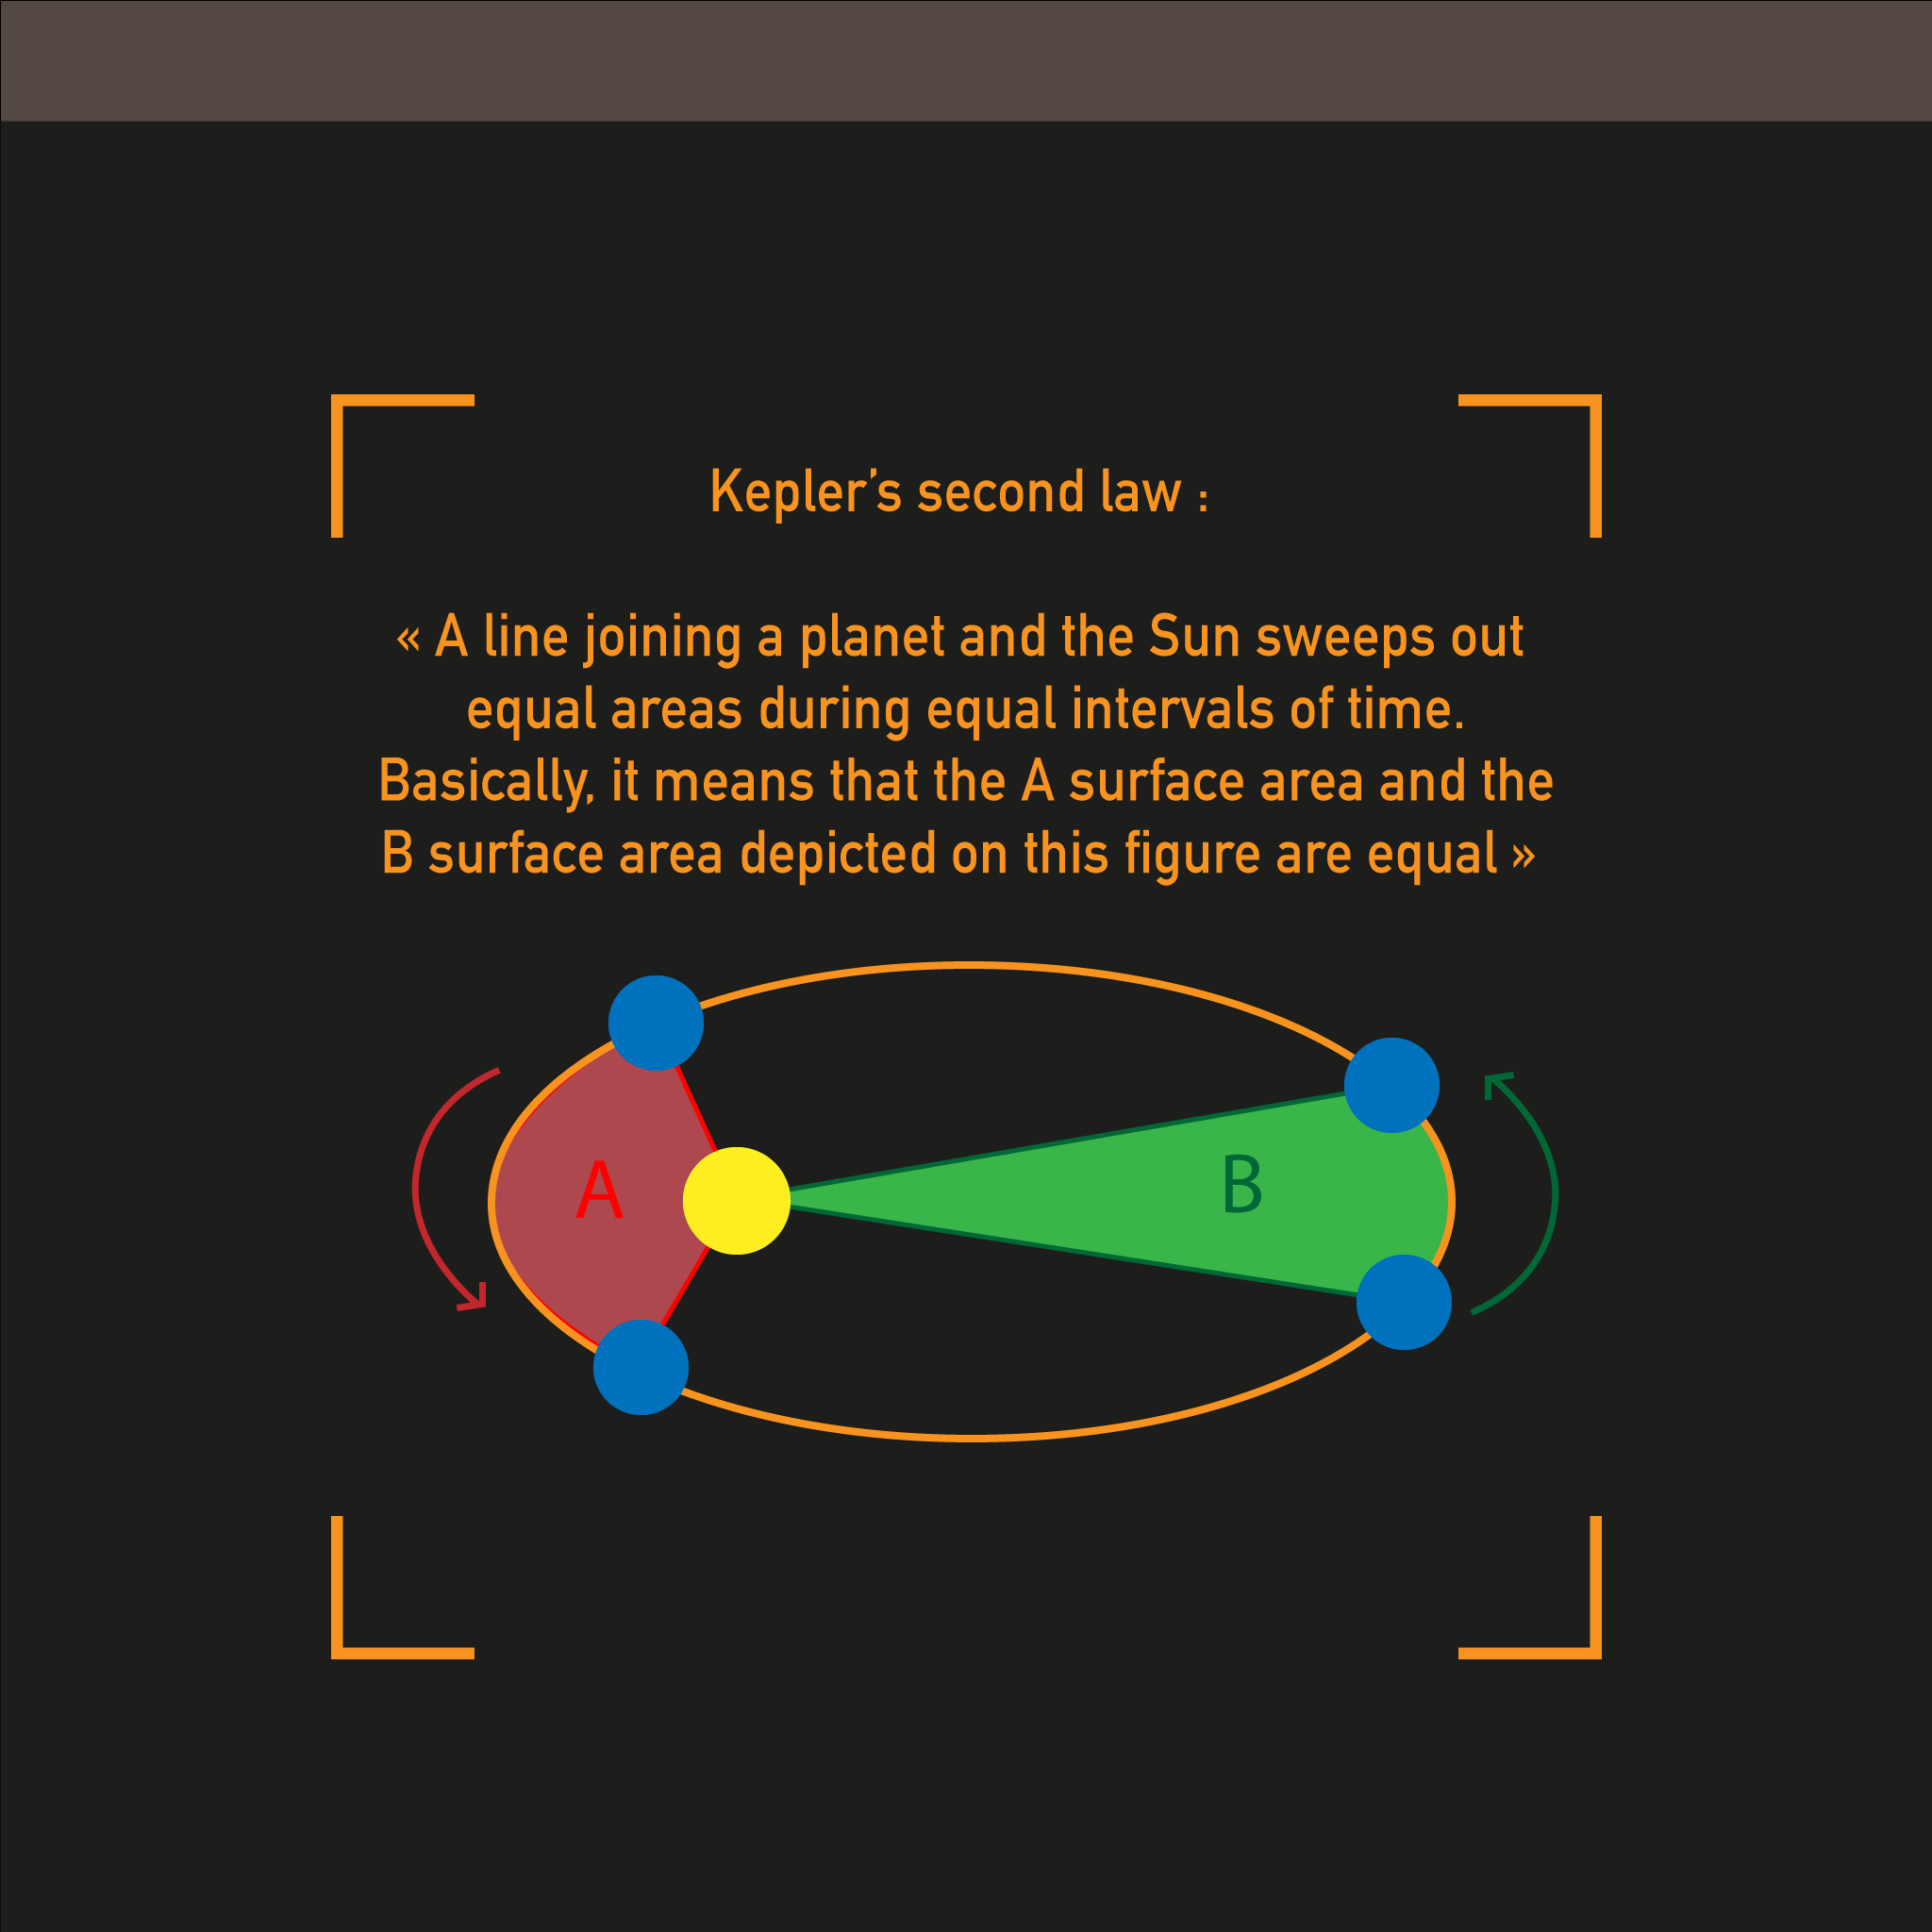 Kepler’s second law :
« A line joining a planet and the Sun sweeps out
equal areas during equal intervals of time.
Basically, it means that the A surface area and the
B surface area depicted on this figure are equal »
A
B